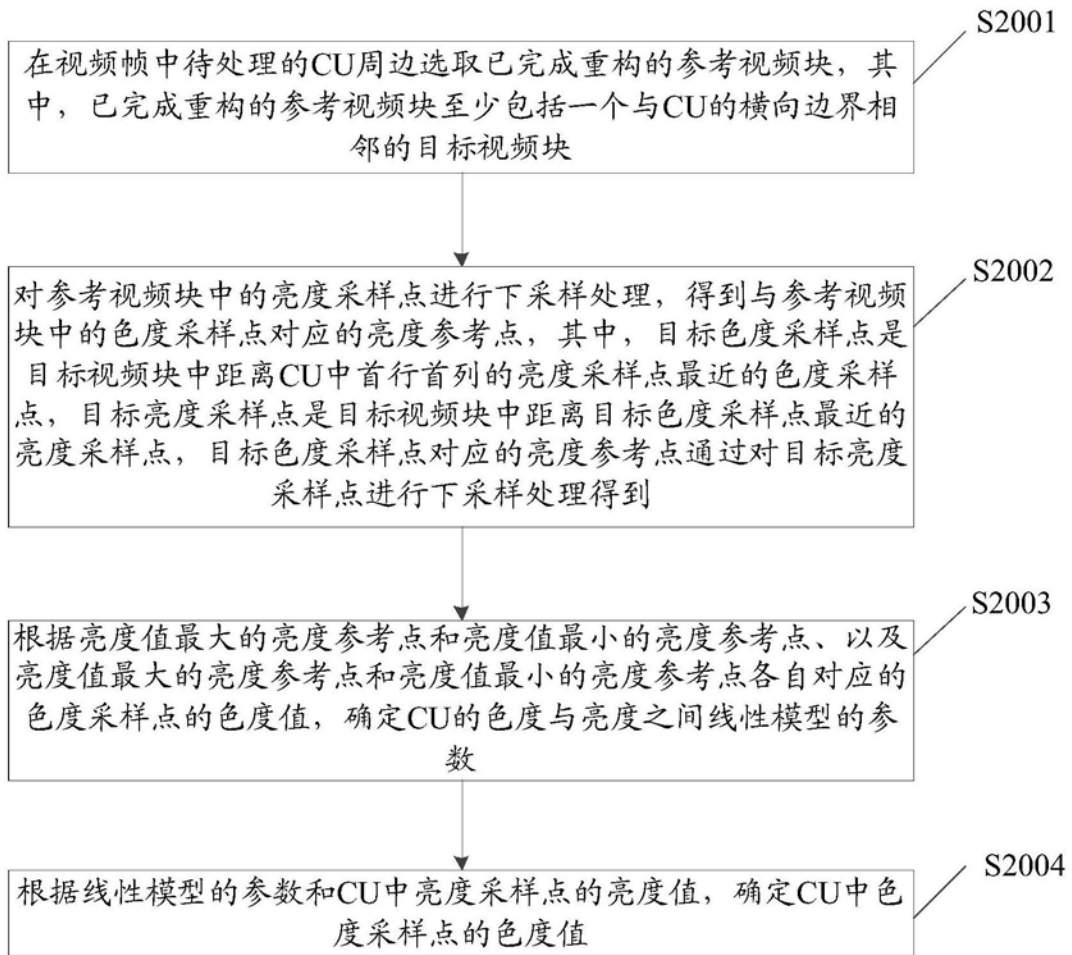 S2001
在视频帧中待处理的CU周边选取已完成重构的参考视频块，其
中，已完成重构的参考视频块至少包括一个与CU的横向边界相
邻的目标视频块
S2002
对参考视频块中的亮度采样点进行下采样处理，得到与参考视频
块中的色度采样点对应的亮度参考点，其中，目标色度采样点是
目标视频块中距离CU中首行首列的亮度采样点最近的色度采样
点，目标亮度采样点是目标视频块中距离目标色度采样点最近的
亮度采样点，目标色度采样点对应的亮度参考点通过对目标亮度
采样点进行下采样处理得到
S2003
根据亮度值最大的亮度参考点和亮度值最小的亮度参考点、以及
亮度值最大的亮度参考点和亮度值最小的亮度参考点各自对应的
色度采样点的色度值，确定CU的色度与亮度之间线性模型的参
数
S2004
根据线性模型的参数和CU中亮度采样点的亮度值，确定CU中色
度采样点的色度值